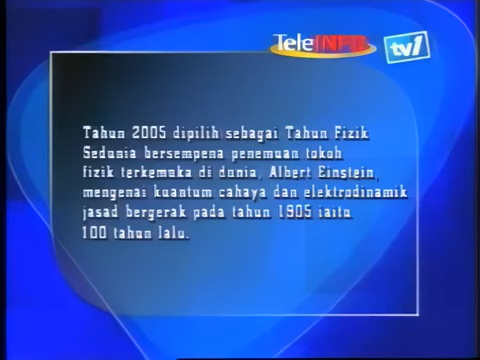 TeleINFO
tv1
Tahun 2005 dipilih sebagai Tahun Fizik
Sedunia bersempena penemuan tokoh
fizik terkemuka di donia, Albert Einstein,
mengenai kuantum cahaya dan elektrodinamik
jasad bergerak pada tahun 1905 iaitu
100 tahun lalu.